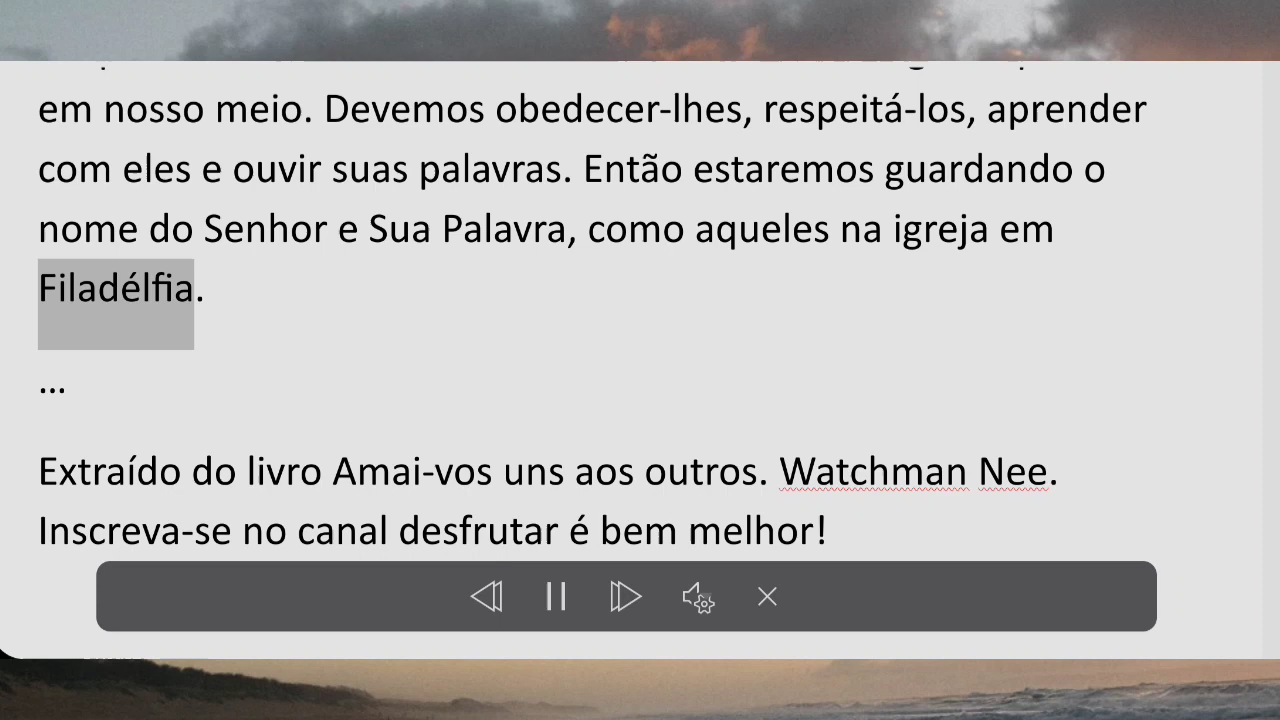 em nosso meio. Devemos obedecer-lhes, respeitá-los, aprender
com eles e ouvir suas palavras. Então estaremos guardando o
nome do Senhor e Sua Palavra, como aqueles na igreja em
Filadélfia.
...
Extraído do livro Amai-vos uns aos outros. Watchman Nee.
Inscreva-se no canal desfrutar é bem melhor!